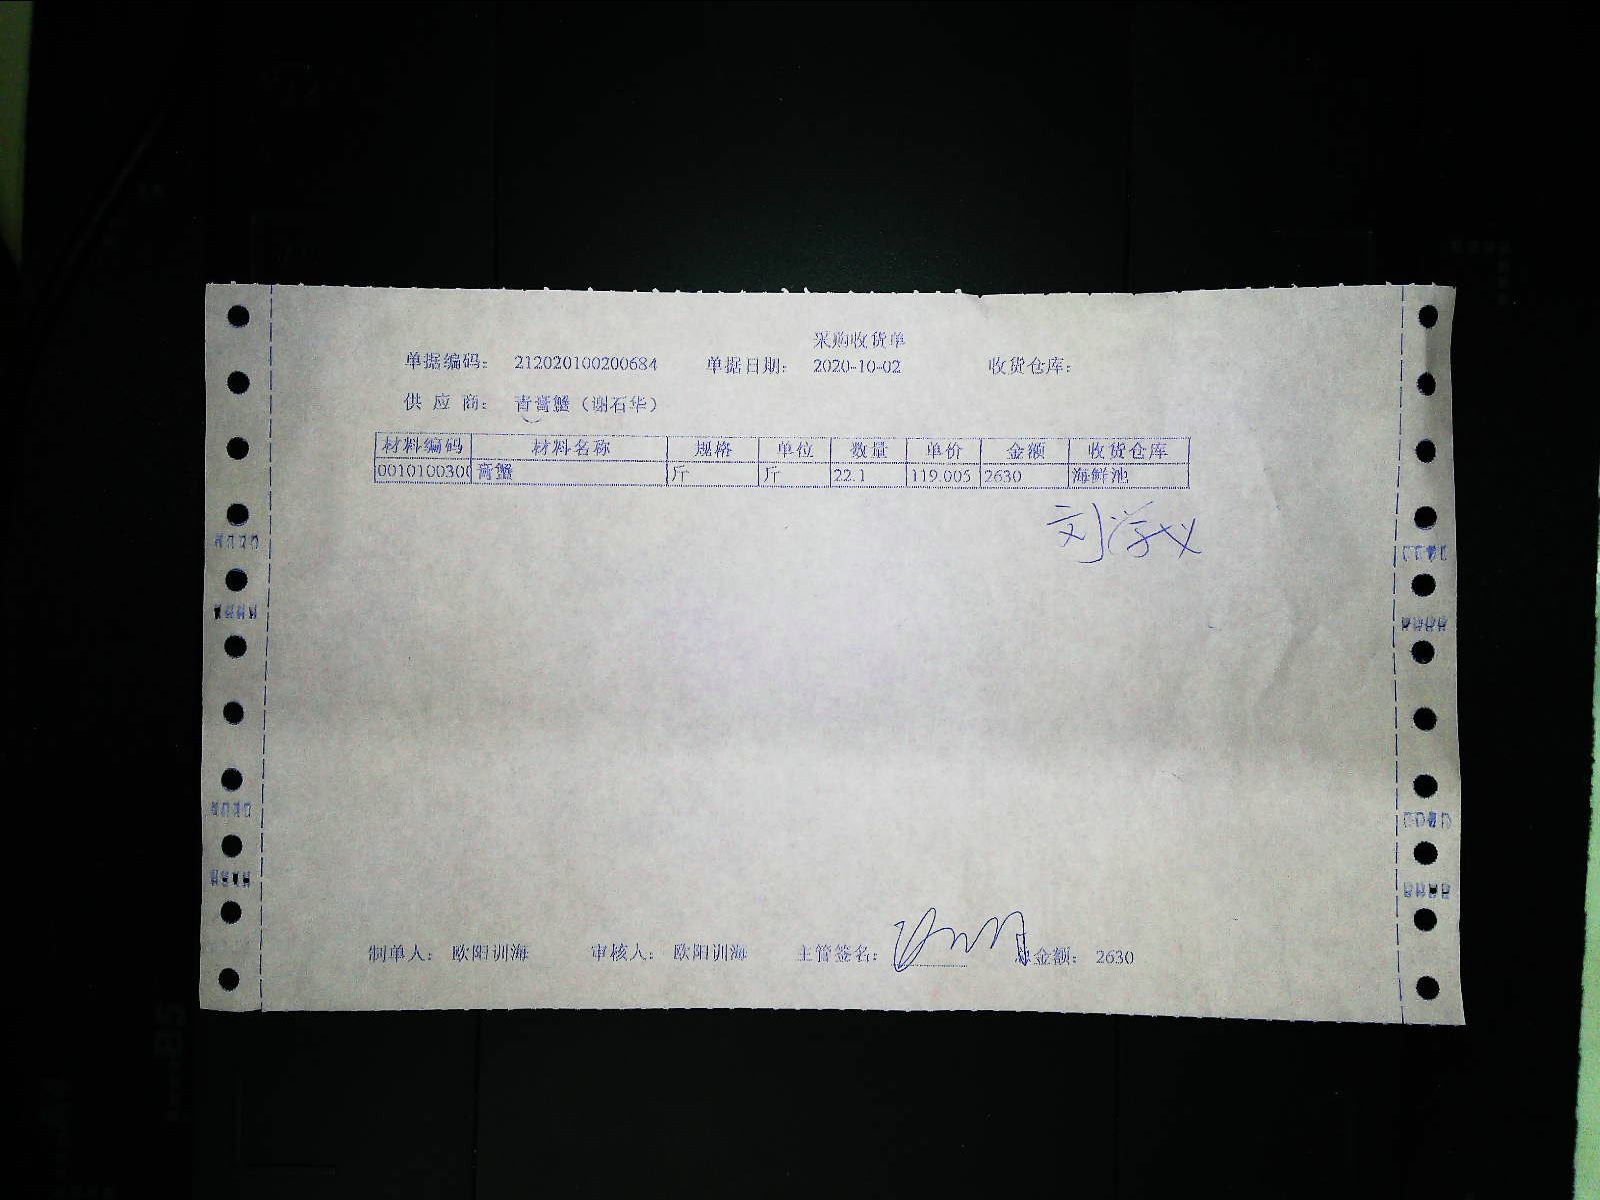 采购收货单
单据编码： 212020100200684 单据日期： 2020-10-02 收货仓库：
供 应 商： 青膏蟹（谢石华）
材料编码 材料名称 规格 单位 数量 单价 金额 收货仓库
0010100300 膏蟹 斤 斤 22.1 119.005 2630 海鲜池
刘学义
制单人： 欧阳训海 审核人： 欧阳训海 主管签名： 总金额： 2630